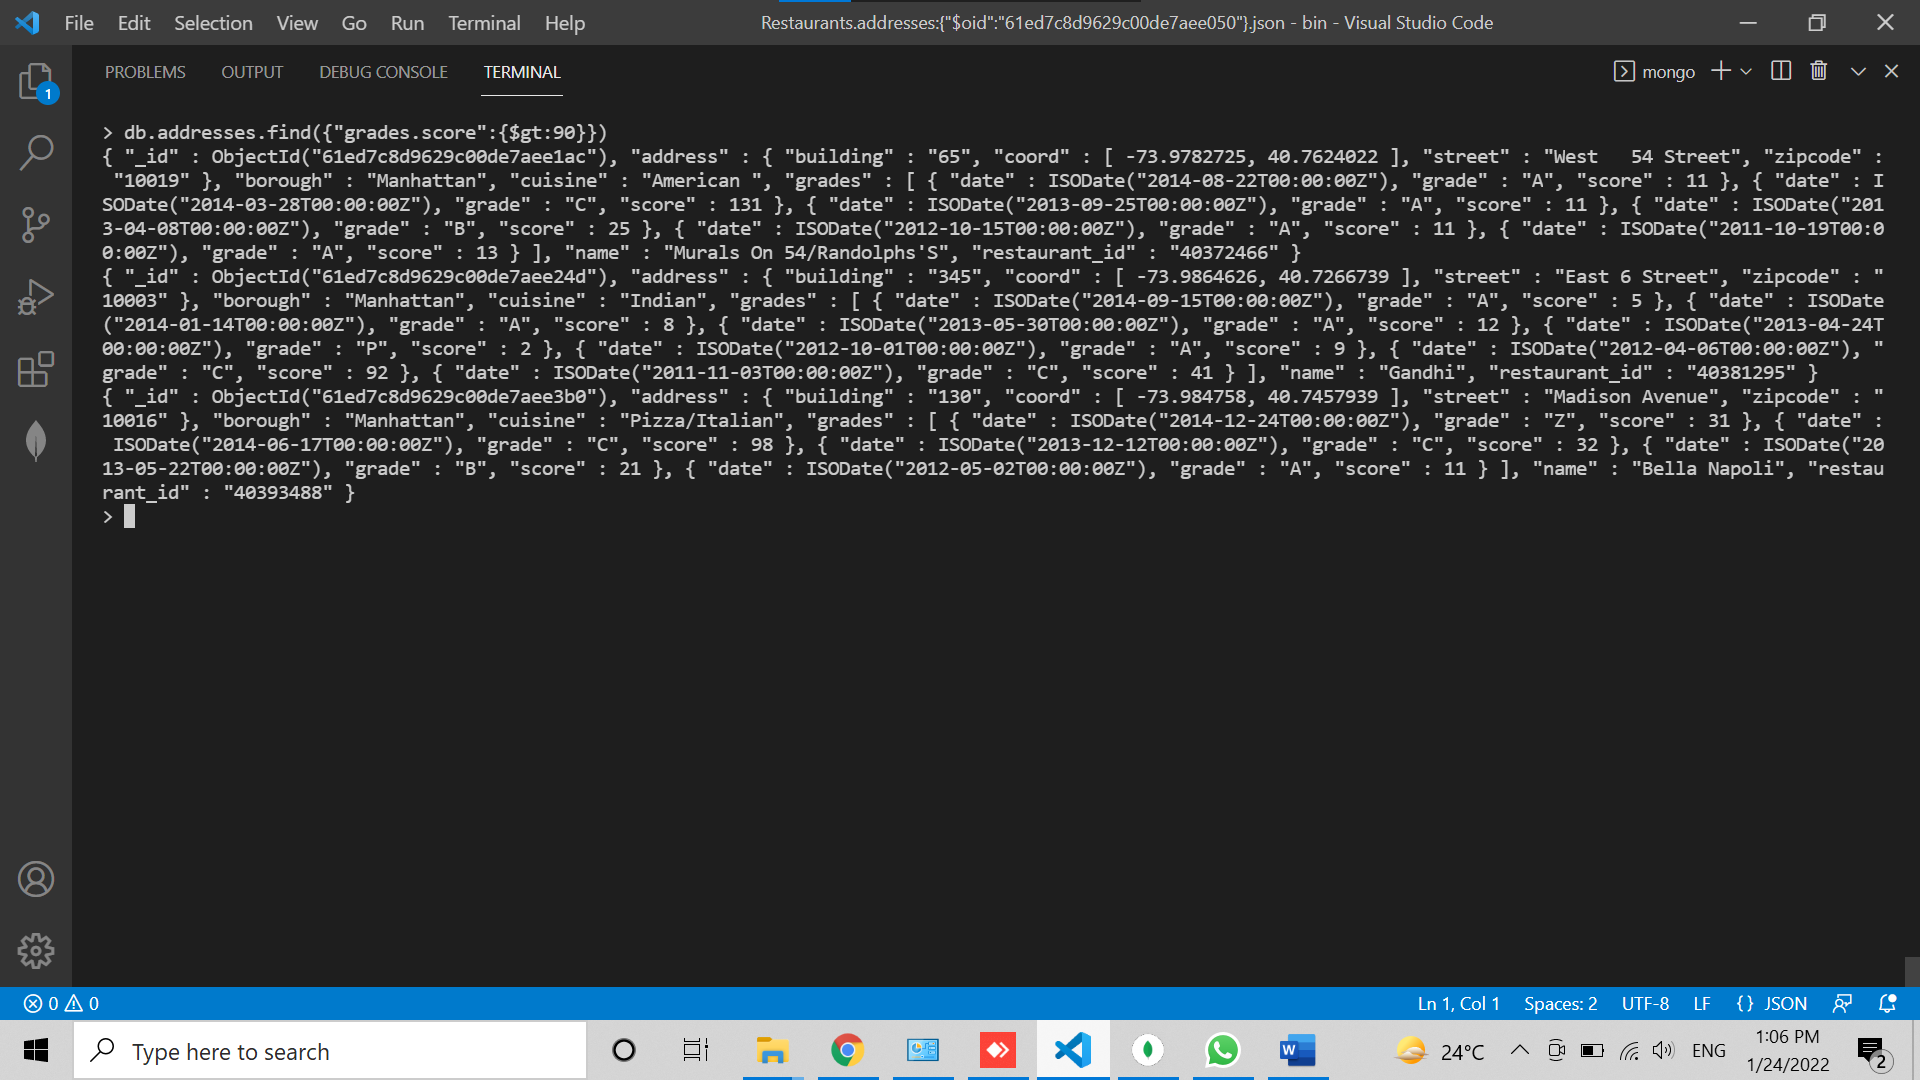 File Edit Selection View Go Run Terminal Help
Restaurants.addresses:{"$oid":"61ed7c8d9629c00de7aee050"}.json - bin - Visual Studio Code
PROBLEMS OUTPUT DEBUG CONSOLE TERMINAL
mongo
1
> db.addresses.find({"grades.score":{$gt:90}})
{ "_id" : ObjectId("61ed7c8d9629c00de7aee1ac"), "address" : { "building" : "65", "coord" : [ -73.9782725, 40.7624022 ], "street" : "West   54 Street", "zipcode" :
 "10019" }, "borough" : "Manhattan", "cuisine" : "American ", "grades" : [ { "date" : ISODate("2014-08-22T00:00:00Z"), "grade" : "A", "score" : 11 }, { "date" : I
SODate("2014-03-28T00:00:00Z"), "grade" : "C", "score" : 131 }, { "date" : ISODate("2013-09-25T00:00:00Z"), "grade" : "A", "score" : 11 }, { "date" : ISODate("201
3-04-08T00:00:00Z"), "grade" : "B", "score" : 25 }, { "date" : ISODate("2012-10-15T00:00:00Z"), "grade" : "A", "score" : 11 }, { "date" : ISODate("2011-10-19T00:0
0:00Z"), "grade" : "A", "score" : 13 } ], "name" : "Murals On 54/Randolphs'S", "restaurant_id" : "40372466" }
{ "_id" : ObjectId("61ed7c8d9629c00de7aee24d"), "address" : { "building" : "345", "coord" : [ -73.9864626, 40.7266739 ], "street" : "East 6 Street", "zipcode" : "
10003" }, "borough" : "Manhattan", "cuisine" : "Indian", "grades" : [ { "date" : ISODate("2014-09-15T00:00:00Z"), "grade" : "A", "score" : 5 }, { "date" : ISODate
("2014-01-14T00:00:00Z"), "grade" : "A", "score" : 8 }, { "date" : ISODate("2013-05-30T00:00:00Z"), "grade" : "A", "score" : 12 }, { "date" : ISODate("2013-04-24T
00:00:00Z"), "grade" : "P", "score" : 2 }, { "date" : ISODate("2012-10-01T00:00:00Z"), "grade" : "A", "score" : 9 }, { "date" : ISODate("2012-04-06T00:00:00Z"), "
grade" : "C", "score" : 92 }, { "date" : ISODate("2011-11-03T00:00:00Z"), "grade" : "C", "score" : 41 } ], "name" : "Gandhi", "restaurant_id" : "40381295" }
{ "_id" : ObjectId("61ed7c8d9629c00de7aee3b0"), "address" : { "building" : "130", "coord" : [ -73.984758, 40.7457939 ], "street" : "Madison Avenue", "zipcode" : "
10016" }, "borough" : "Manhattan", "cuisine" : "Pizza/Italian", "grades" : [ { "date" : ISODate("2014-12-24T00:00:00Z"), "grade" : "Z", "score" : 31 }, { "date" :
 ISODate("2014-06-17T00:00:00Z"), "grade" : "C", "score" : 98 }, { "date" : ISODate("2013-12-12T00:00:00Z"), "grade" : "C", "score" : 32 }, { "date" : ISODate("20
13-05-22T00:00:00Z"), "grade" : "B", "score" : 21 }, { "date" : ISODate("2012-05-02T00:00:00Z"), "grade" : "A", "score" : 11 } ], "name" : "Bella Napoli", "restau
rant_id" : "40393488" }
>
0 0
Ln 1, Col 1 Spaces: 2 UTF-8 LF {} JSON
Type here to search
24°C
ENG
1:06 PM
1/24/2022
2